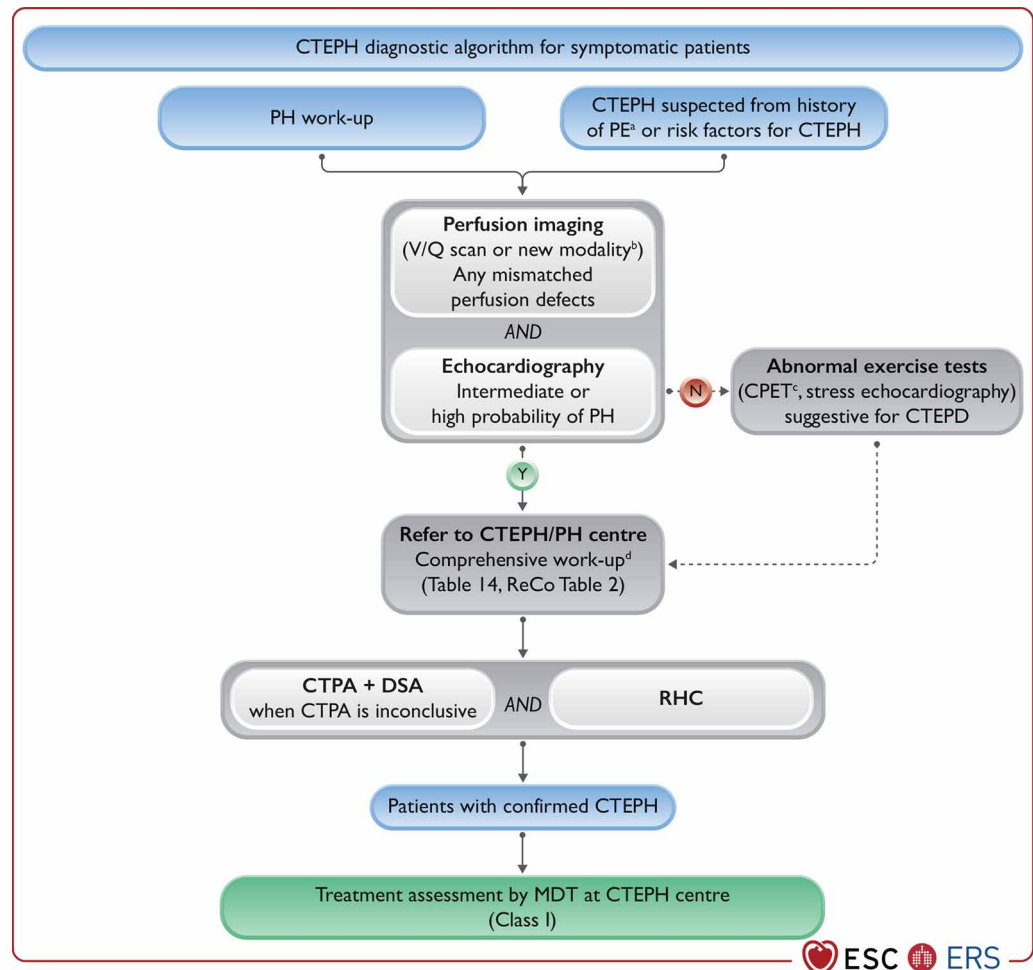 CTEPH diagnostic algorithm for symptomatic patients
PH work-up
CTEPH suspected from history
of PEᵃ or risk factors for CTEPH
Perfusion imaging
(V/Q scan or new modalityᵇ)
Any mismatched
perfusion defects
AND
Echocardiography
Intermediate or
high probability of PH
N
Abnormal exercise tests
(CPETᶜ, stress echocardiography)
suggestive for CTEPD
Y
Refer to CTEPH/PH centre
Comprehensive work-upᵈ
(Table 14, ReCo Table 2)
CTPA + DSA
when CTPA is inconclusive
AND
RHC
Patients with confirmed CTEPH
Treatment assessment by MDT at CTEPH centre
(Class I)
ESC ERS